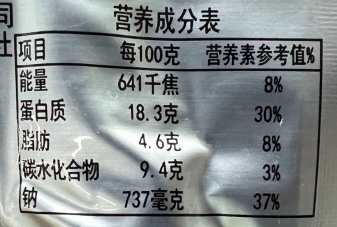 司
社
营养成分表
项目 每100克 营养素参考值%
能量 641千焦 8%
蛋白质 18.3克 30%
脂肪 4.6克 8%
碳水化合物 9.4克 3%
钠 737毫克 37%